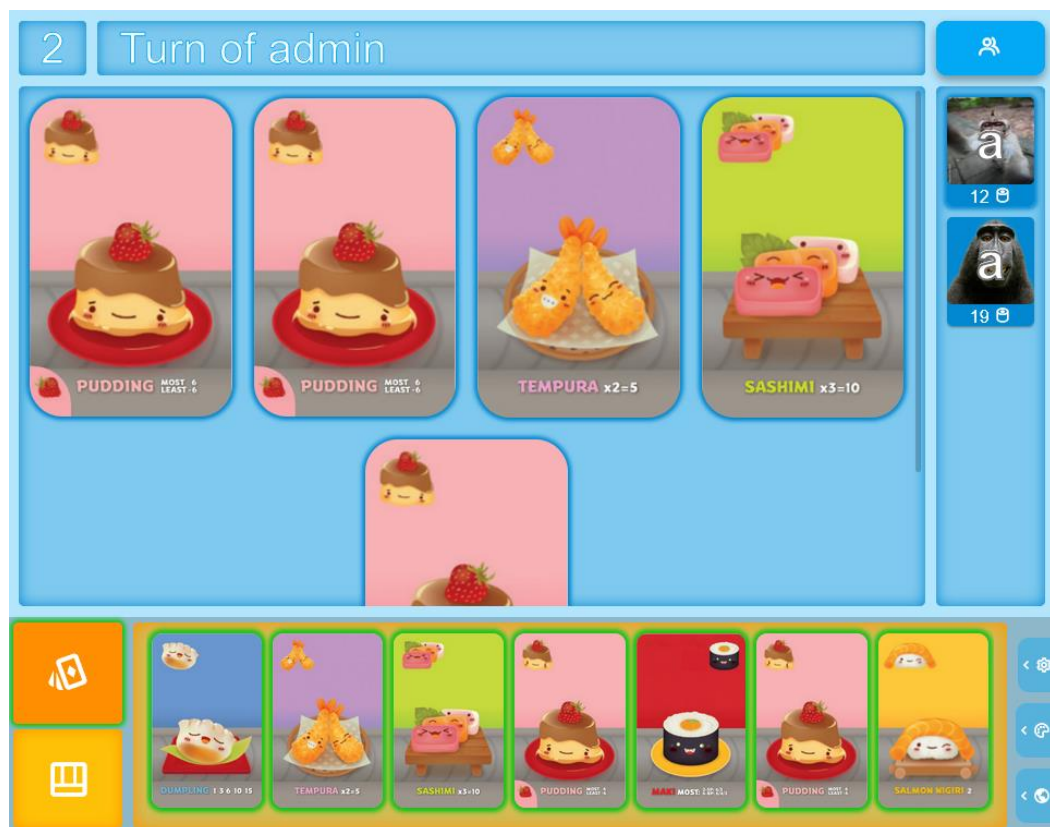 2
Turn of admin
a
12
a
19
PUDDING MOST 6
LEAST -6
PUDDING MOST 6
LEAST -6
TEMPURA x2=5
SASHIMI x3=10
DUMPLING 1 3 6 10 15
TEMPURA x2=5
SASHIMI x3=10
PUDDING
MAKI MOST:
PUDDING
SALMON NIGIRI 2